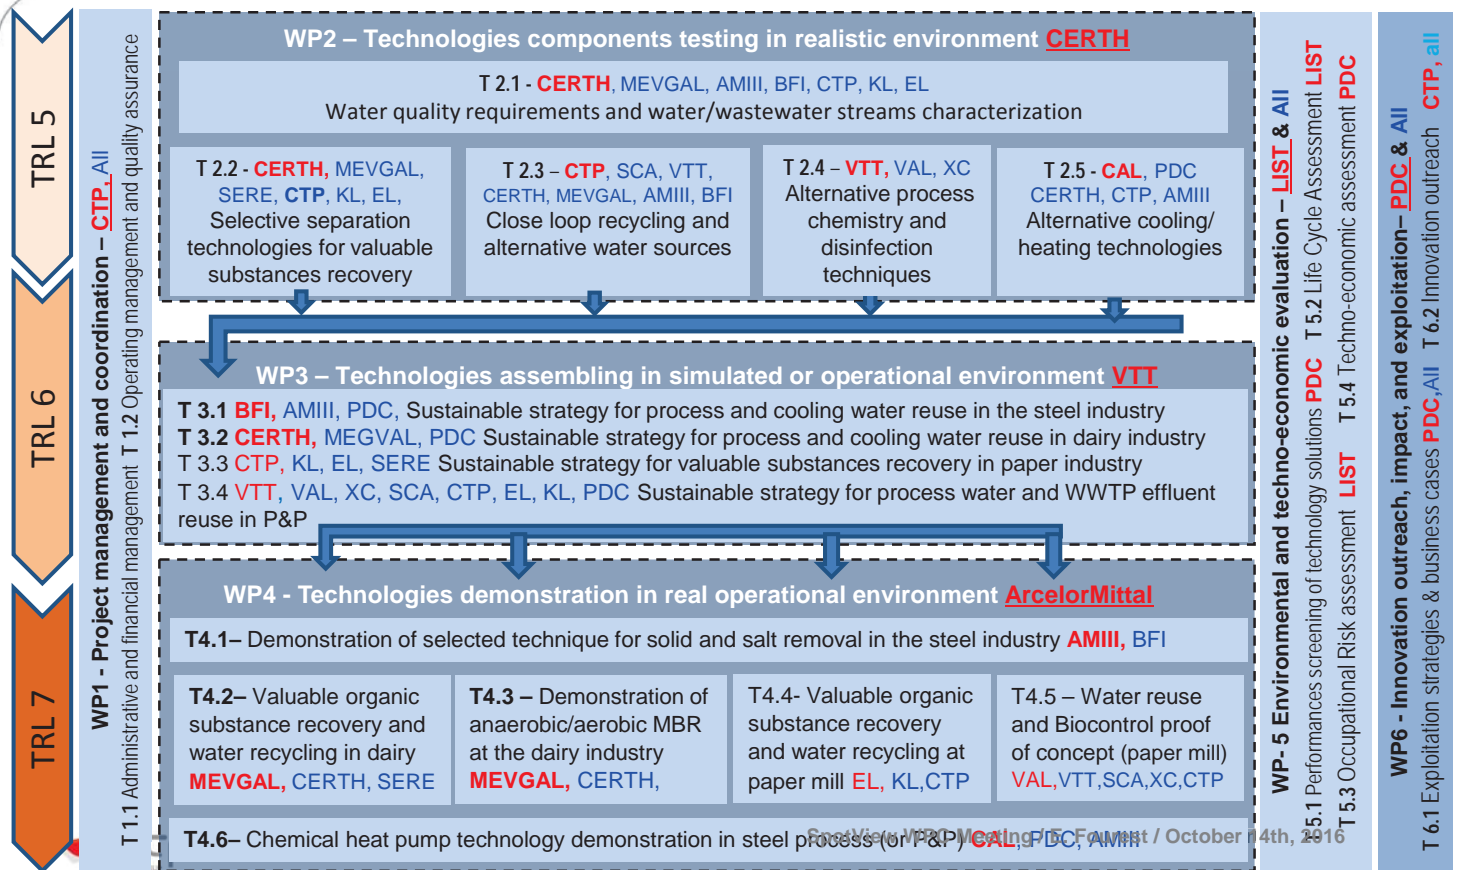 TRL 5
TRL 6
TRL 7
WP1 - Project management and coordination – CTP, All
T 1.1 Administrative and financial management T 1.2 Operating management and quality assurance
WP2 – Technologies components testing in realistic environment CERTH
T 2.1 - CERTH, MEVGAL, AMIII, BFI, CTP, KL, EL
Water quality requirements and water/wastewater streams characterization
T 2.2 - CERTH, MEVGAL,
SERE, CTP, KL, EL,
Selective separation
technologies for valuable
substances recovery
T 2.3 – CTP, SCA, VTT,
CERTH, MEVGAL, AMIII, BFI
Close loop recycling and
alternative water sources
T 2.4 – VTT, VAL, XC
Alternative process
chemistry and
disinfection
techniques
T 2.5 - CAL, PDC
CERTH, CTP, AMIII
Alternative cooling/
heating technologies
WP3 – Technologies assembling in simulated or operational environment VTT
T 3.1 BFI, AMIII, PDC, Sustainable strategy for process and cooling water reuse in the steel industry
T 3.2 CERTH, MEGVAL, PDC Sustainable strategy for process and cooling water reuse in dairy industry
T 3.3 CTP, KL, EL, SERE Sustainable strategy for valuable substances recovery in paper industry
T 3.4 VTT, VAL, XC, SCA, CTP, EL, KL, PDC Sustainable strategy for process water and WWTP effluent
reuse in P&P
WP4 - Technologies demonstration in real operational environment ArcelorMittal
T4.1– Demonstration of selected technique for solid and salt removal in the steel industry AMIII, BFI
T4.2– Valuable organic
substance recovery and
water recycling in dairy
MEVGAL, CERTH, SERE
T4.3 – Demonstration of
anaerobic/aerobic MBR
at the dairy industry
MEVGAL, CERTH,
T4.4- Valuable organic
substance recovery
and water recycling at
paper mill EL, KL,CTP
T4.5 – Water reuse
and Biocontrol proof
of concept (paper mill)
VAL,VTT,SCA,XC,CTP
T4.6– Chemical heat pump technology demonstration in steel process (or P&P) CAL, PDC, AMIII
SpotView WPC Meeting / E. Fourest / October 14th, 2016
WP- 5 Environmental and techno-economic evaluation – LIST & All
T 5.1 Performances screening of technology solutions PDC T 5.2 Life Cycle Assessment LIST
T 5.3 Occupational Risk assessment LIST T 5.4 Techno-economic assessment PDC
WP6 - Innovation outreach, impact, and exploitation– PDC & All
T 6.1 Exploitation strategies & business cases PDC,All T 6.2 Innovation outreach CTP, all